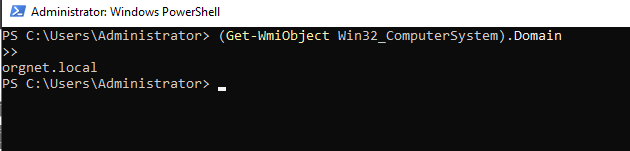 Administrator: Windows PowerShell
PS C:\Users\Administrator> (Get-WmiObject Win32_ComputerSystem).Domain
>>
orgnet.local
PS C:\Users\Administrator>